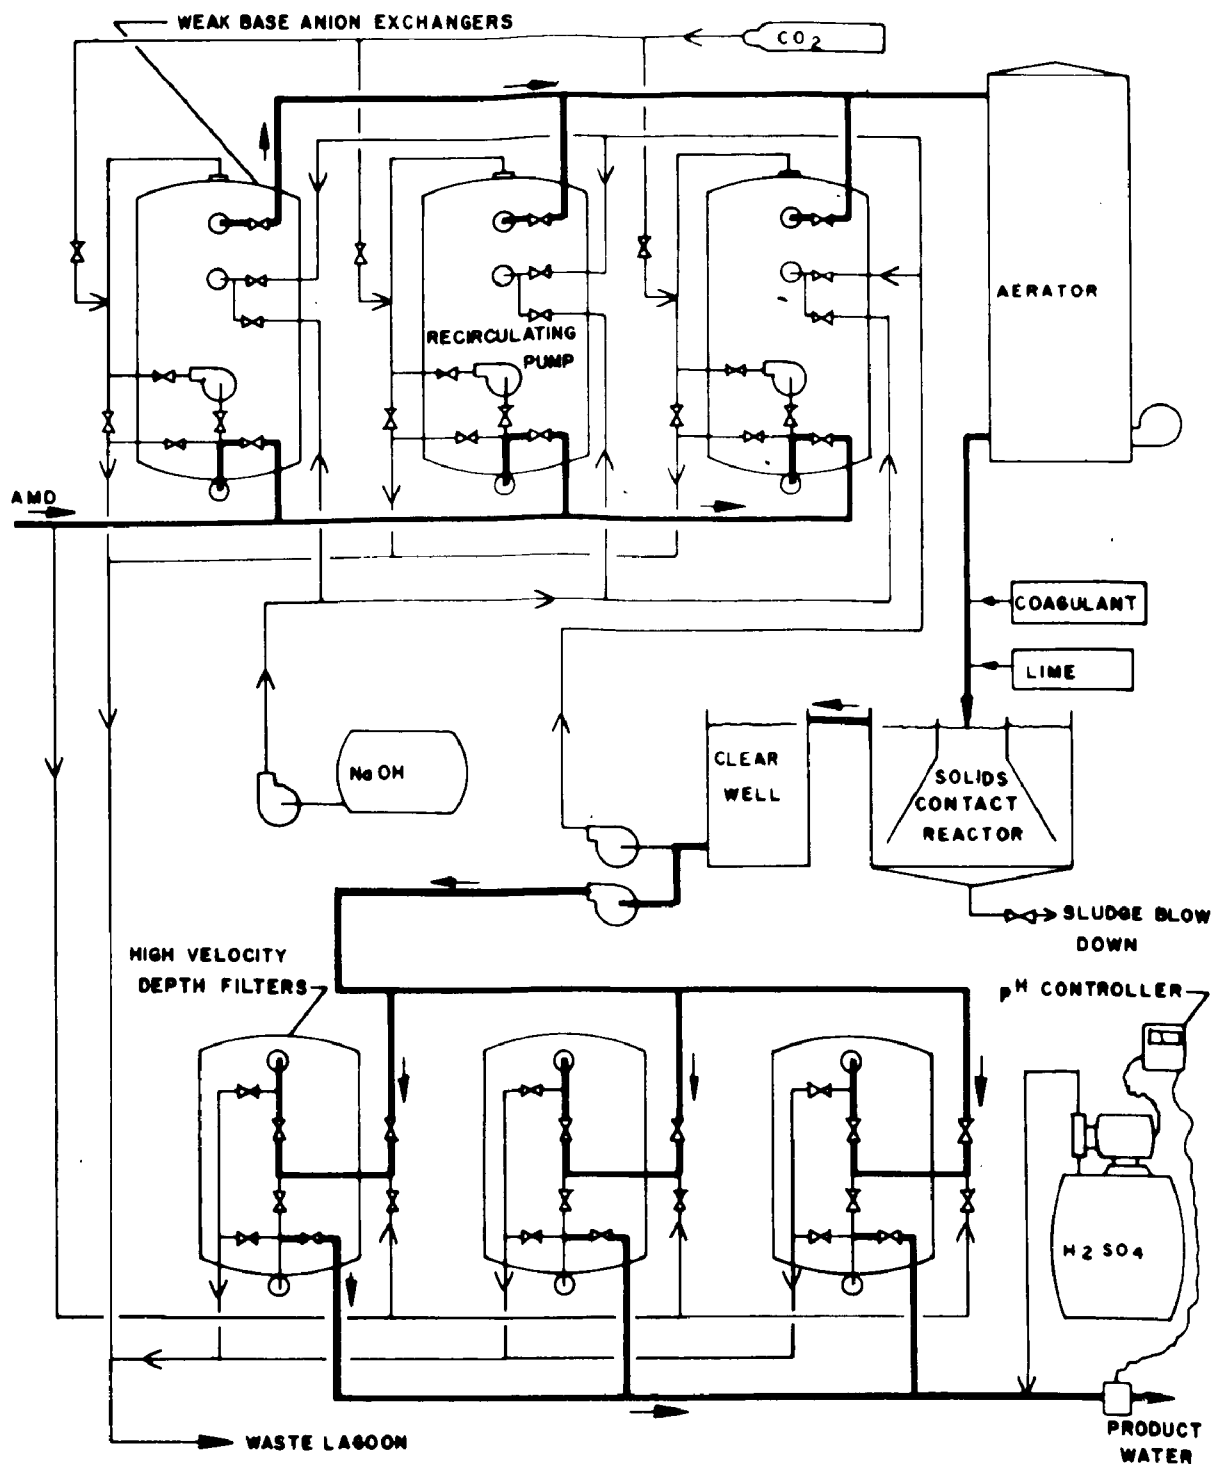 WEAK BASE ANION EXCHANGERS
CO2
AERATOR
RECIRCULATING
PUMP
AMD
COAGULANT
LIME
NaOH
CLEAR
WELL
SOLIDS
CONTACT
REACTOR
SLUDGE BLOW
DOWN
HIGH VELOCITY
DEPTH FILTERS
pH CONTROLLER
H2SO4
PRODUCT
WATER
WASTE LAGOON